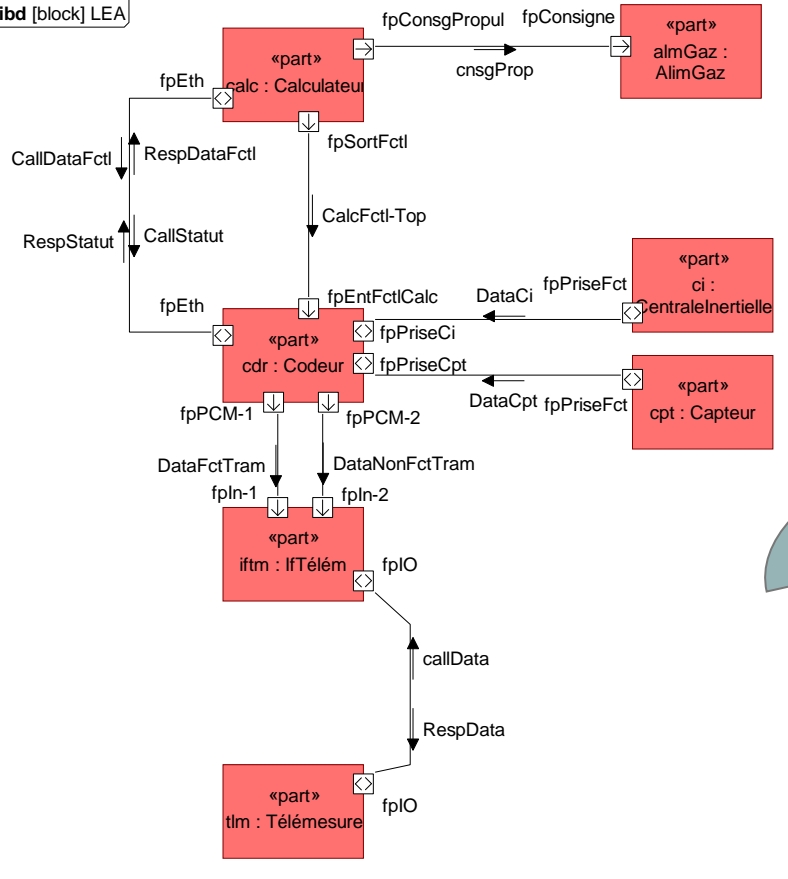 ibd [block] LEA
fpConsgPropul
fpConsigne
«part»
calc : Calculateur
«part»
almGaz :
AlimGaz
cnsgProp
fpEth
fpSortFctl
CallDataFctl
RespDataFctl
CalcFctl-Top
RespStatut
CallStatut
«part»
ci :
CentraleInertielle
fpPriseFct
DataCi
fpEth
fpEntFctlCalc
fpPriseCi
«part»
cdr : Codeur
fpPriseCpt
«part»
cpt : Capteur
DataCpt
fpPriseFct
fpPCM-1
fpPCM-2
DataFctTram
DataNonFctTram
fpIn-1
fpIn-2
«part»
iftm : IfTélém
fpIO
callData
RespData
«part»
tlm : Télémesure
fpIO